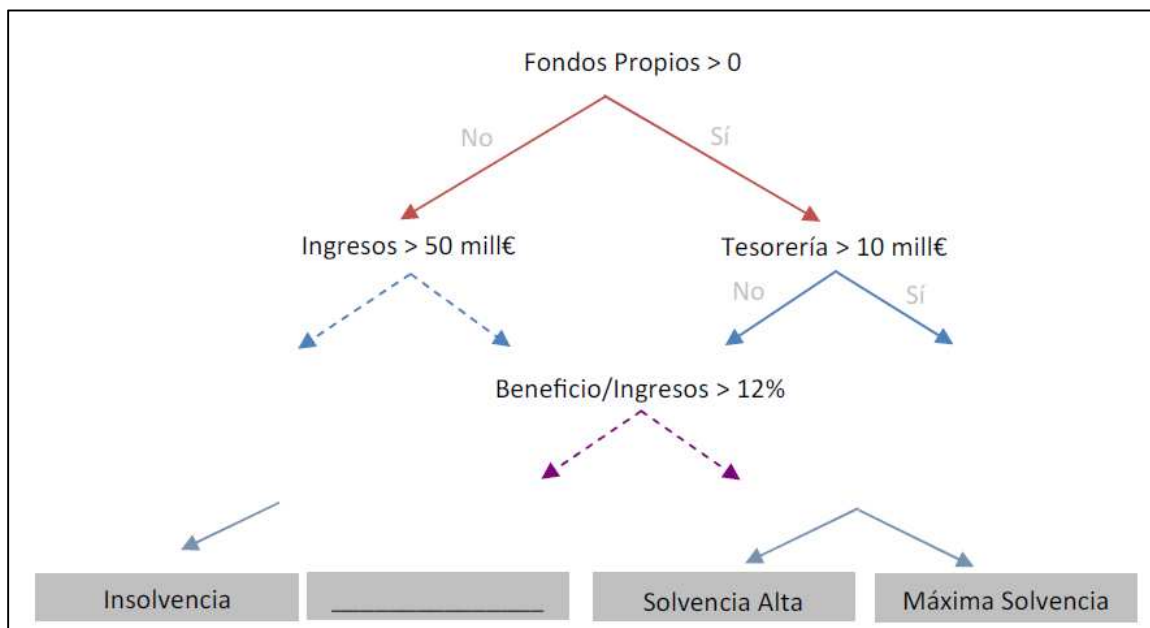 Fondos Propios > 0
No
Sí
Ingresos > 50 mill€
Tesorería > 10 mill€
No
Sí
Beneficio/Ingresos > 12%
Insolvencia
_______________
Solvencia Alta
Máxima Solvencia